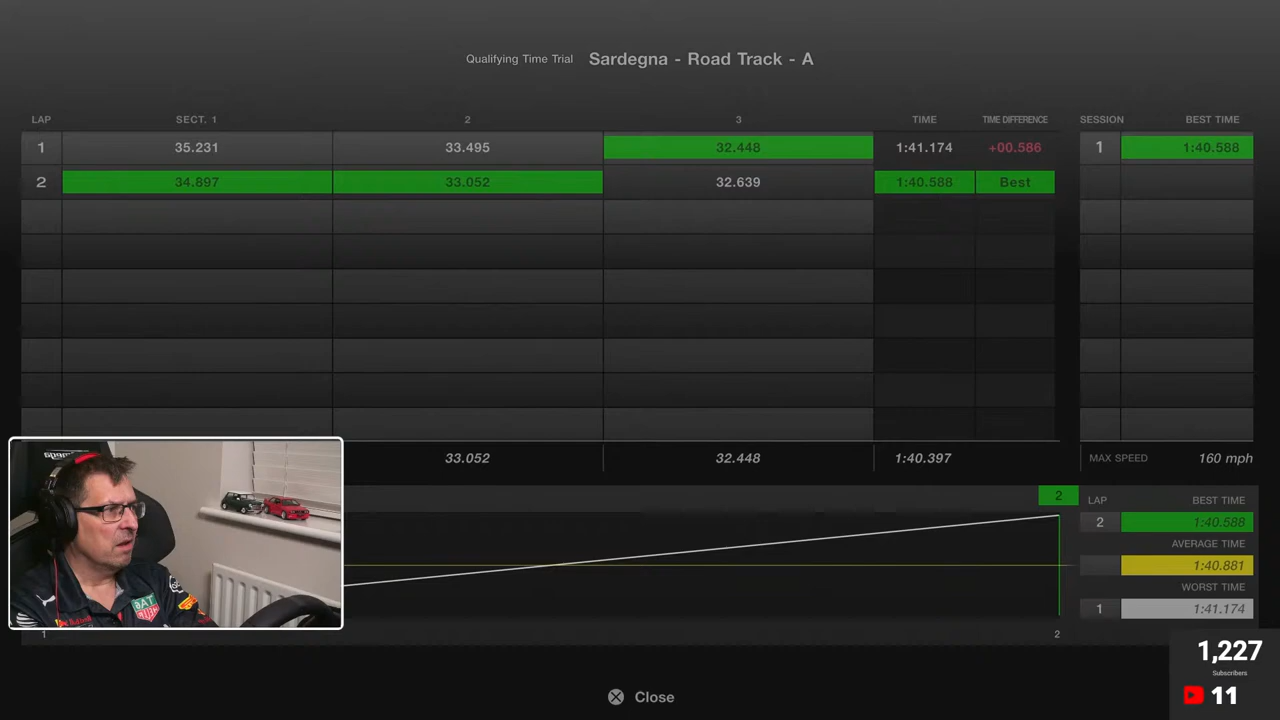 Qualifying Time Trial Sardegna - Road Track - A
LAP SECT. 1 2 3 TIME TIME DIFFERENCE SESSION BEST TIME
1 35.231 33.495 32.448 1:41.174 +00.586 1 1:40.588
2 34.897 33.052 32.639 1:40.588 Best
33.052 32.448 1:40.397 MAX SPEED 160 mph
2 LAP BEST TIME
2 1:40.588
AVERAGE TIME
1:40.881
WORST TIME
1 1:41.174
1 2
TAG
1,227
Subscribers
11
Close